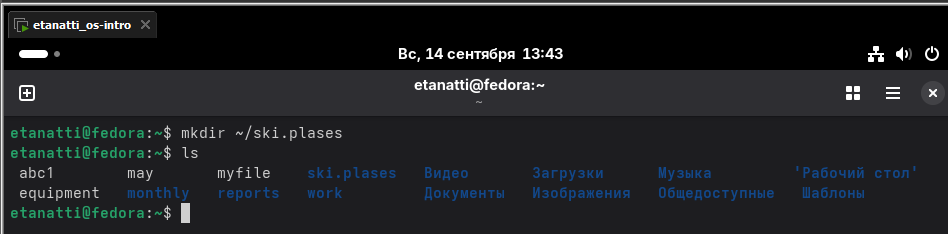 etanatti_os-intro
Вс, 14 сентября 13:43
etanatti@fedora:~
~
etanatti@fedora:~$ mkdir ~/ski.plases
etanatti@fedora:~$ ls
abc1 may myfile ski.plases Видео Загрузки Музыка 'Рабочий стол'
equipment monthly reports work Документы Изображения Общедоступные Шаблоны
etanatti@fedora:~$